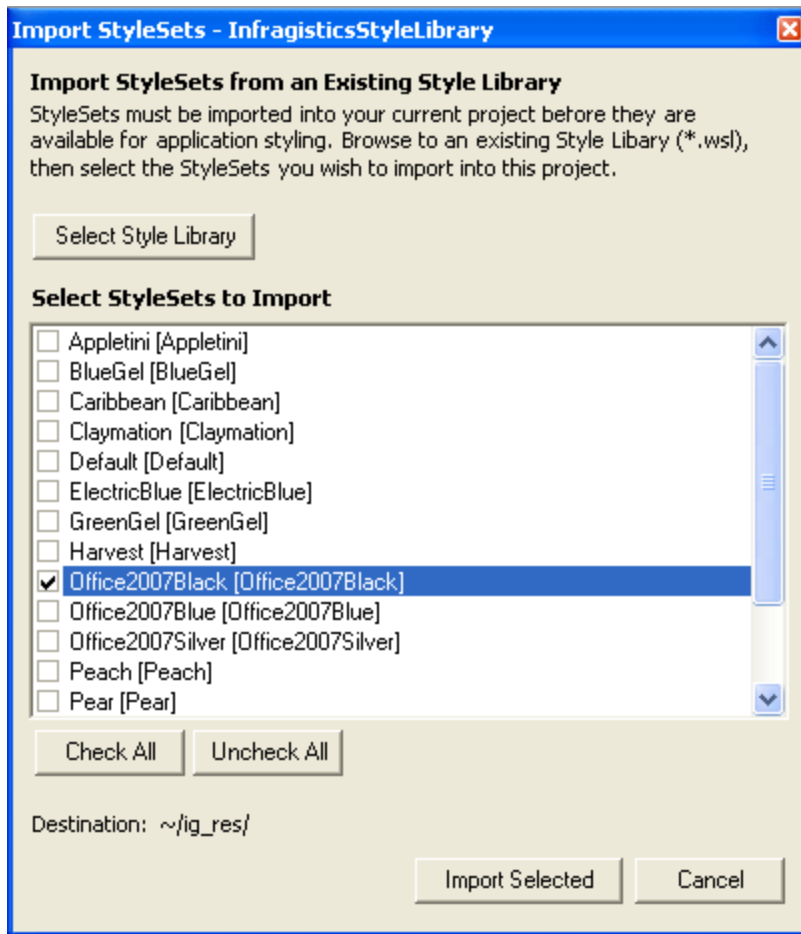 Import StyleSets - InfragisticsStyleLibrary
Import StyleSets from an Existing Style Library
StyleSets must be imported into your current project before they are
available for application styling. Browse to an existing Style Libary (*.wsl),
then select the StyleSets you wish to import into this project.
Select Style Library
Select StyleSets to Import
Appletini [Appletini]
BlueGel [BlueGel]
Caribbean [Caribbean]
Claymation [Claymation]
Default [Default]
ElectricBlue [ElectricBlue]
GreenGel [GreenGel]
Harvest [Harvest]
Office2007Black [Office2007Black]
Office2007Blue [Office2007Blue]
Office2007Silver [Office2007Silver]
Peach [Peach]
Pear [Pear]
Check All Uncheck All
Destination: ~/ig_res/
Import Selected Cancel